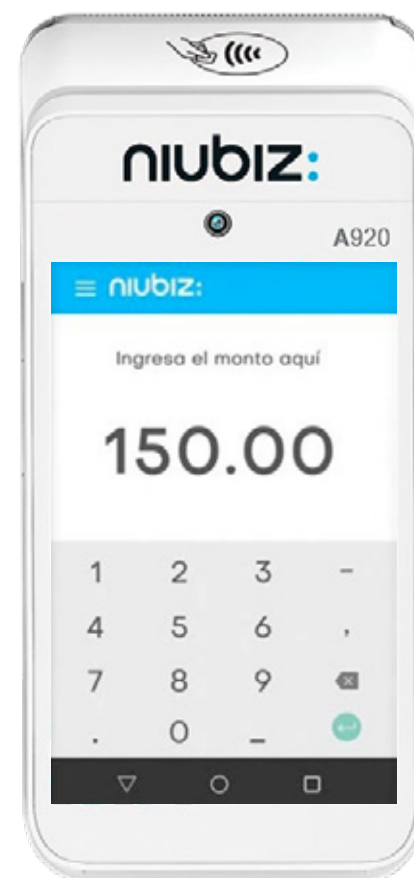 niubiz:
A920
niubiz:
Ingresa el monto aquí
150.00
1 2 3 -
4 5 6 ,
7 8 9
. 0 _